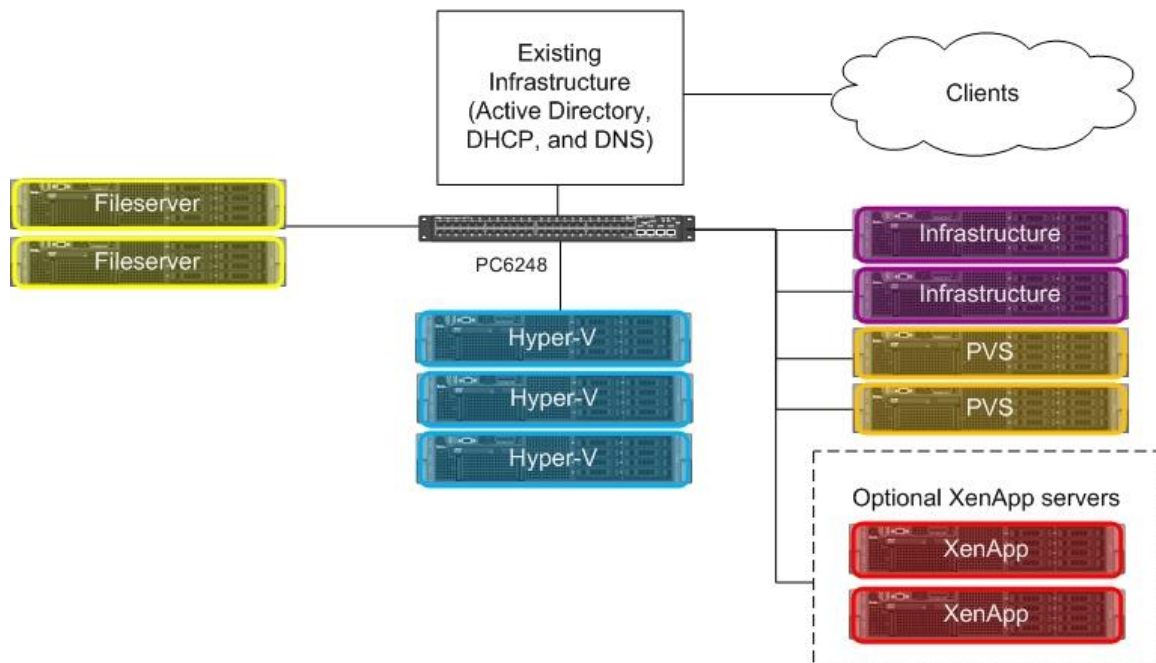 Existing
Infrastructure
(Active Directory,
DHCP, and DNS)
Clients
Fileserver
Fileserver
PC6248
Hyper-V
Hyper-V
Hyper-V
Infrastructure
Infrastructure
PVS
PVS
Optional XenApp servers
XenApp
XenApp